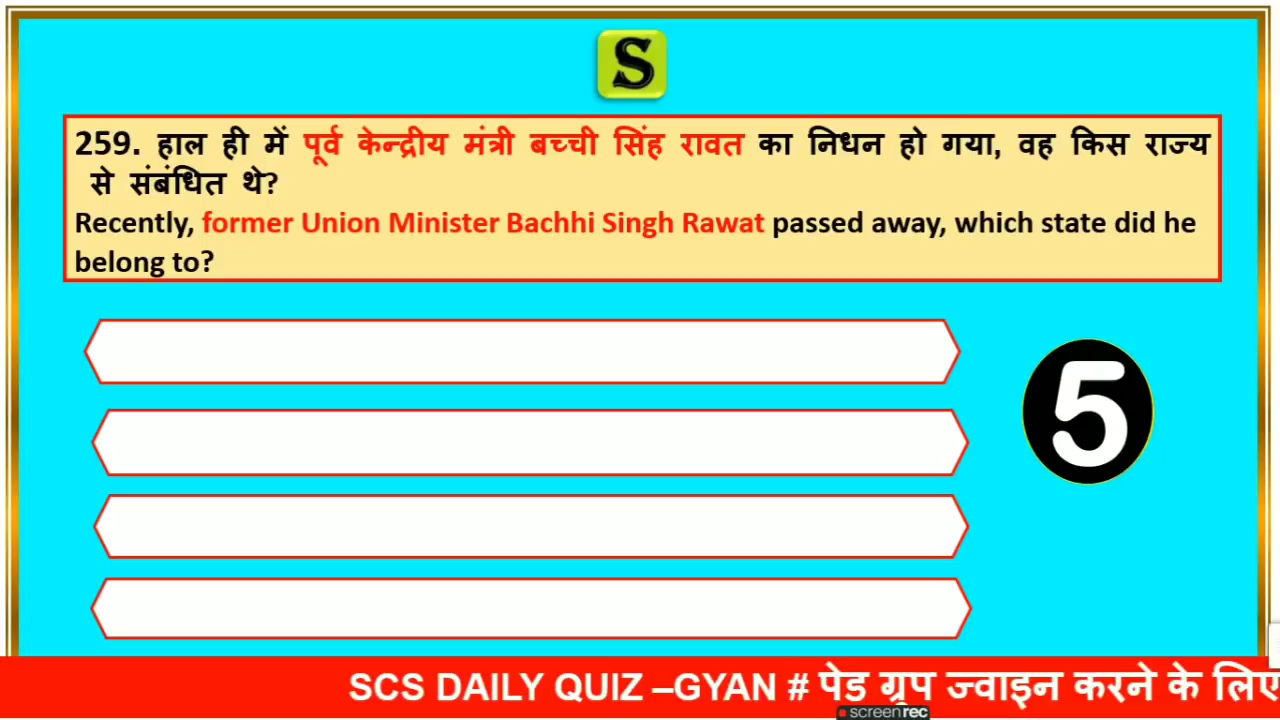 S
259. हाल ही में पूर्व केन्द्रीय मंत्री बच्ची सिंह रावत का निधन हो गया, वह किस राज्य
से संबंधित थे?
Recently, former Union Minister Bachhi Singh Rawat passed away, which state did he
belong to?
5
SCS DAILY QUIZ –GYAN # पेड ग्रुप ज्वाइन करने के लिए
screenrec